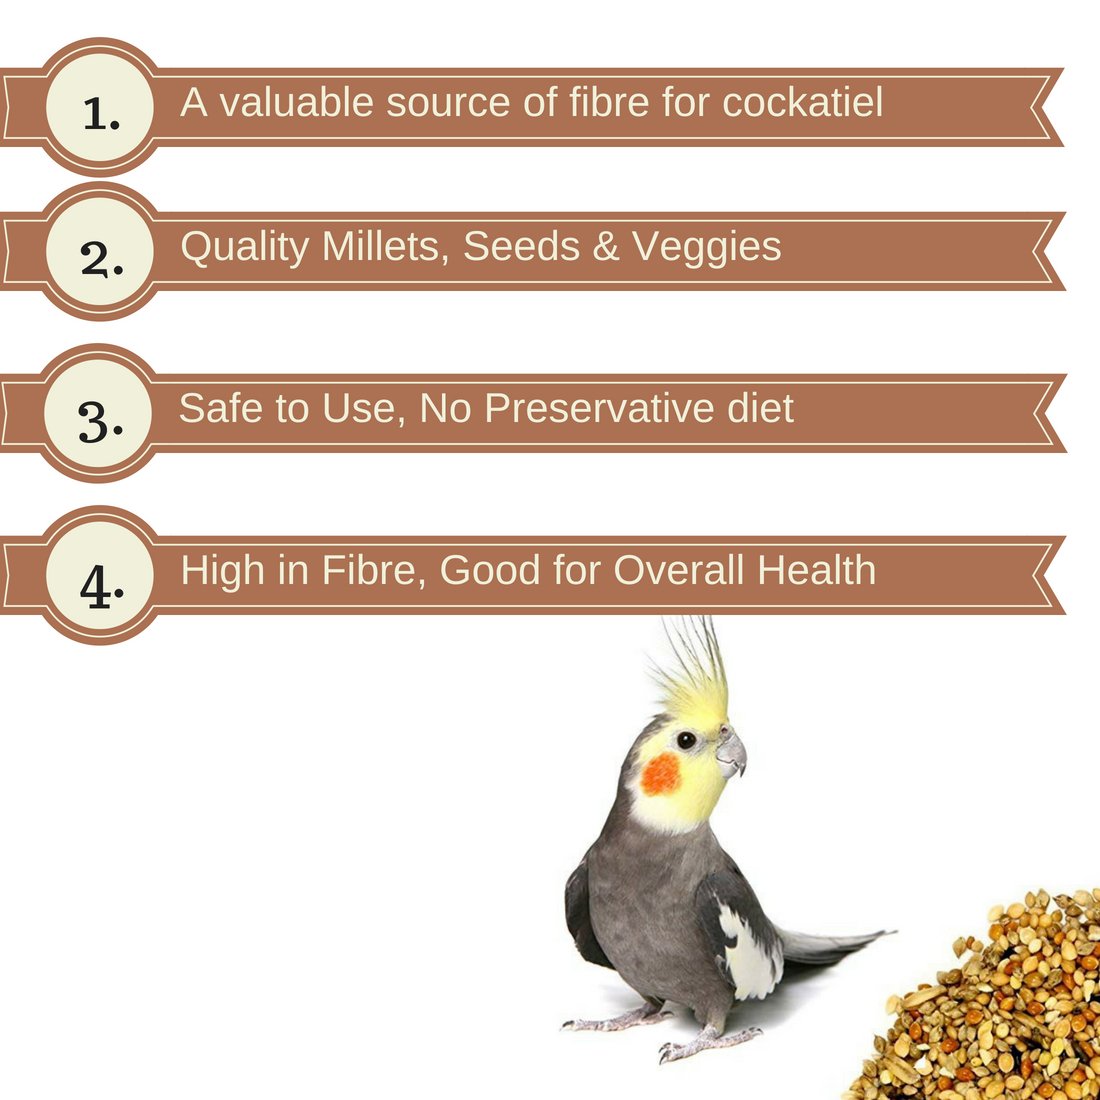 1. A valuable source of fibre for cockatiel
2. Quality Millets, Seeds & Veggies
3. Safe to Use, No Preservative diet
4. High in Fibre, Good for Overall Health